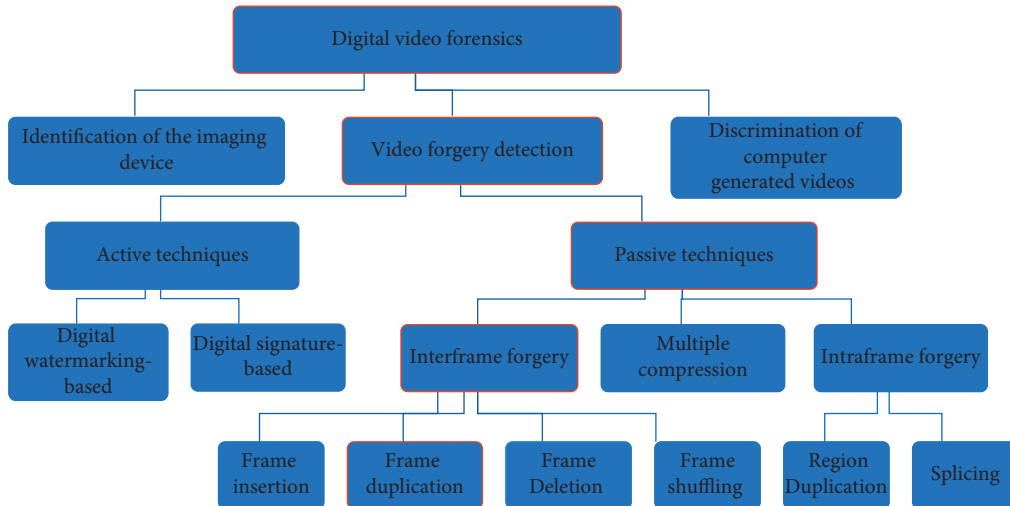 Digital video forensics
Identification of the imaging
device
Video forgery detection
Discrimination of
computer
generated videos
Active techniques
Passive techniques
Digital
watermarking-
based
Digital signature-
based
Interframe forgery
Multiple
compression
Intraframe forgery
Frame
insertion
Frame
duplication
Frame
Deletion
Frame
shuffling
Region
Duplication
Splicing